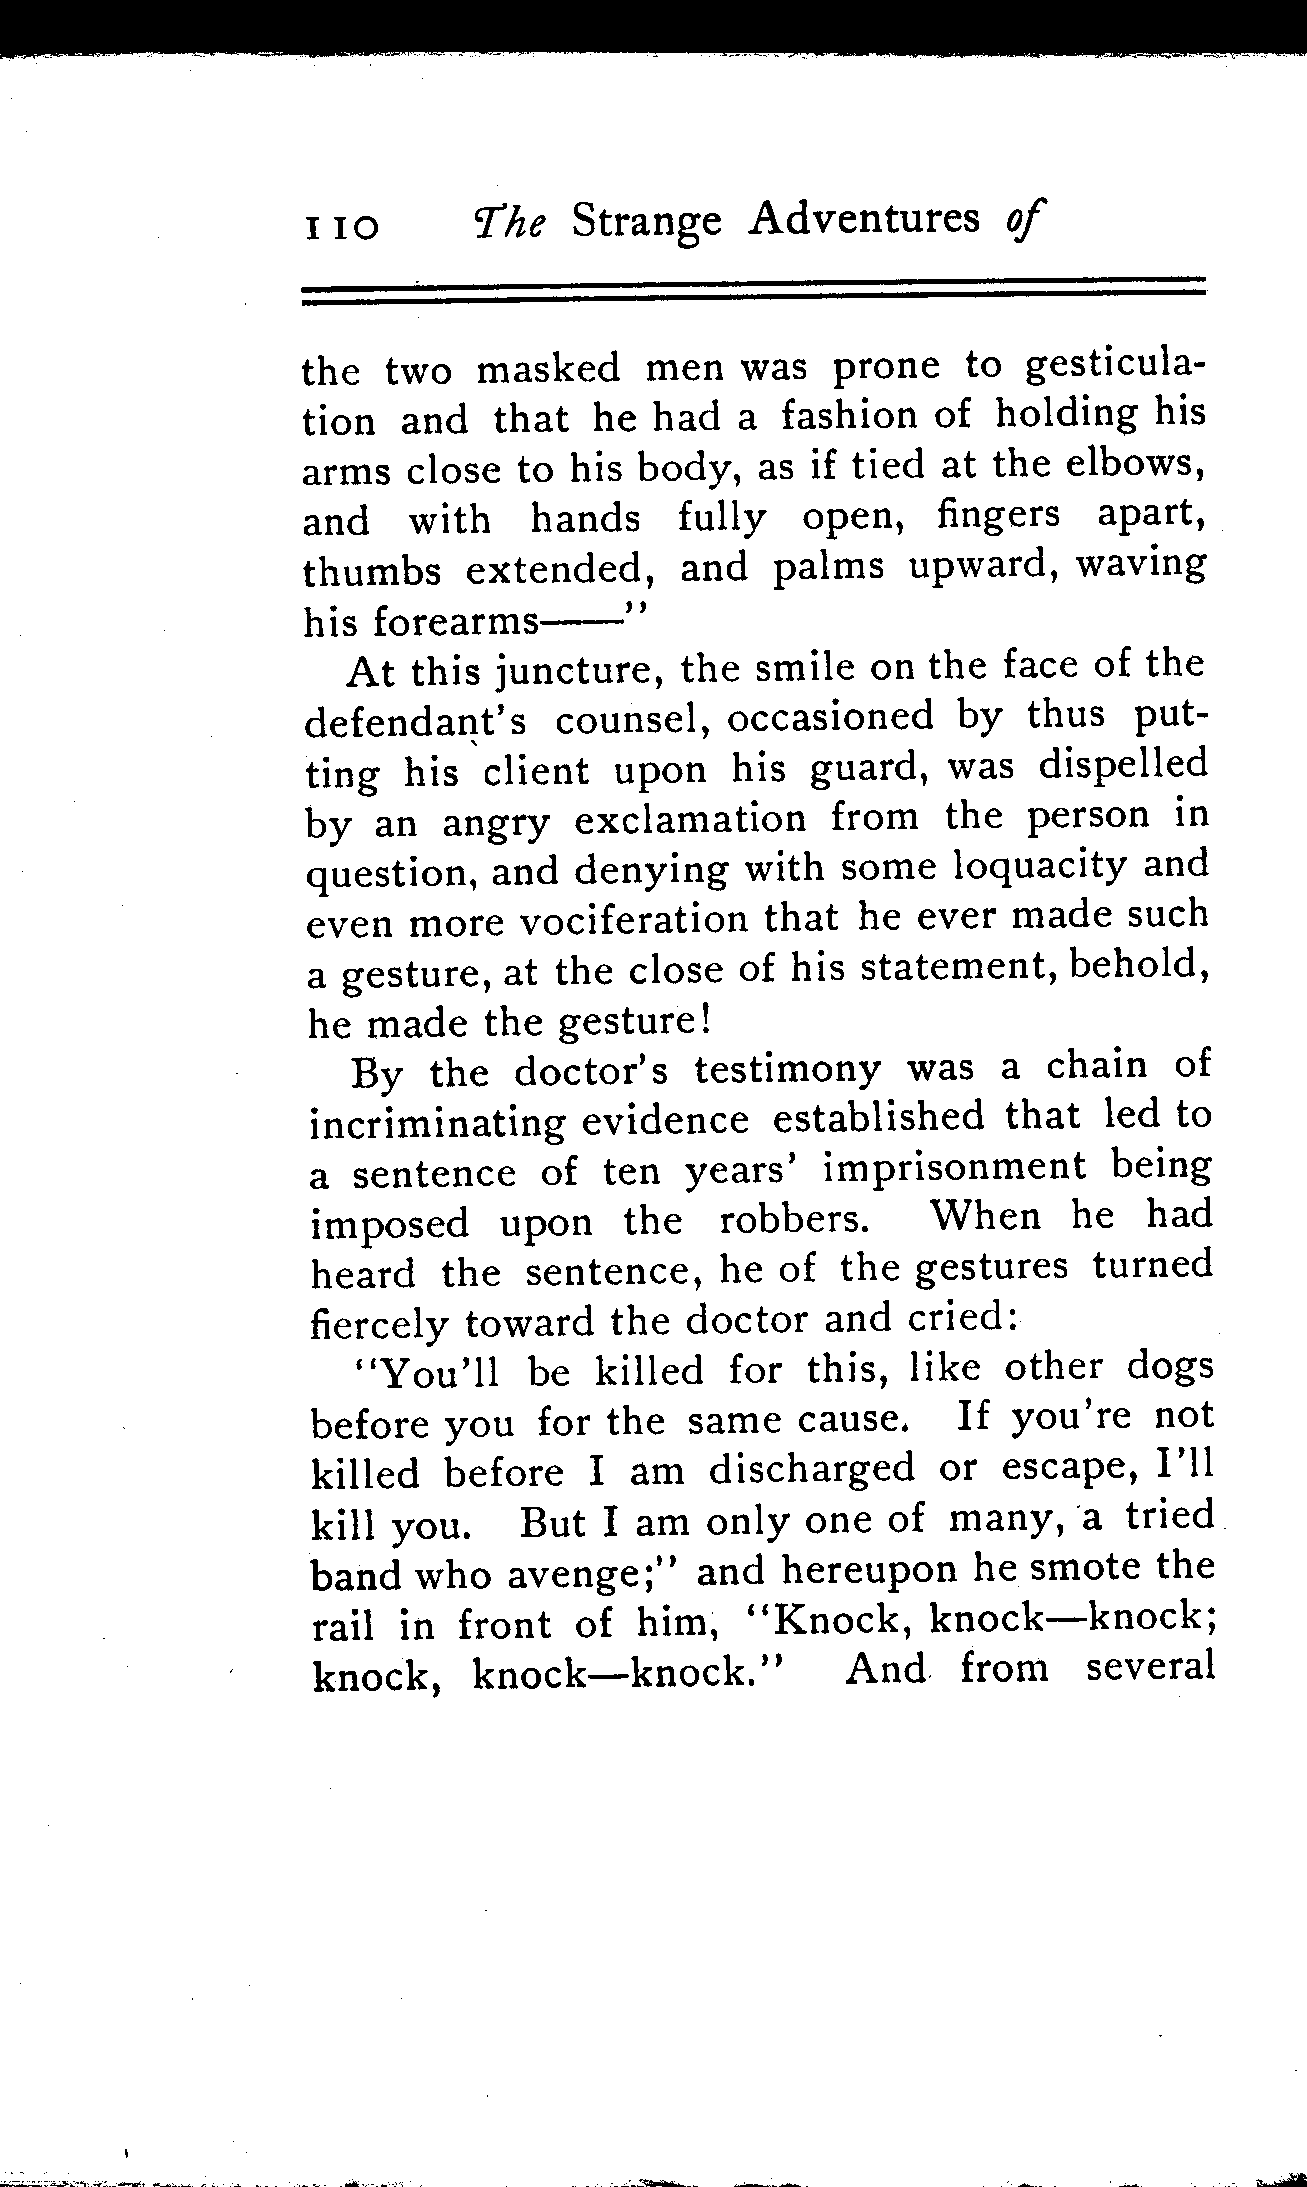 110 The Strange Adventures of
the two masked men was prone to gesticula-
tion and that he had a fashion of holding his
arms close to his body, as if tied at the elbows,
and with hands fully open, fingers apart,
thumbs extended, and palms upward, waving
his forearms——"
At this juncture, the smile on the face of the
defendant's counsel, occasioned by thus put-
ting his client upon his guard, was dispelled
by an angry exclamation from the person in
question, and denying with some loquacity and
even more vociferation that he ever made such
a gesture, at the close of his statement, behold,
he made the gesture!
By the doctor's testimony was a chain of
incriminating evidence established that led to
a sentence of ten years' imprisonment being
imposed upon the robbers. When he had
heard the sentence, he of the gestures turned
fiercely toward the doctor and cried:
"You'll be killed for this, like other dogs
before you for the same cause. If you're not
killed before I am discharged or escape, I'll
kill you. But I am only one of many, a tried
band who avenge;" and hereupon he smote the
rail in front of him, "Knock, knock—knock;
knock, knock—knock." And from several